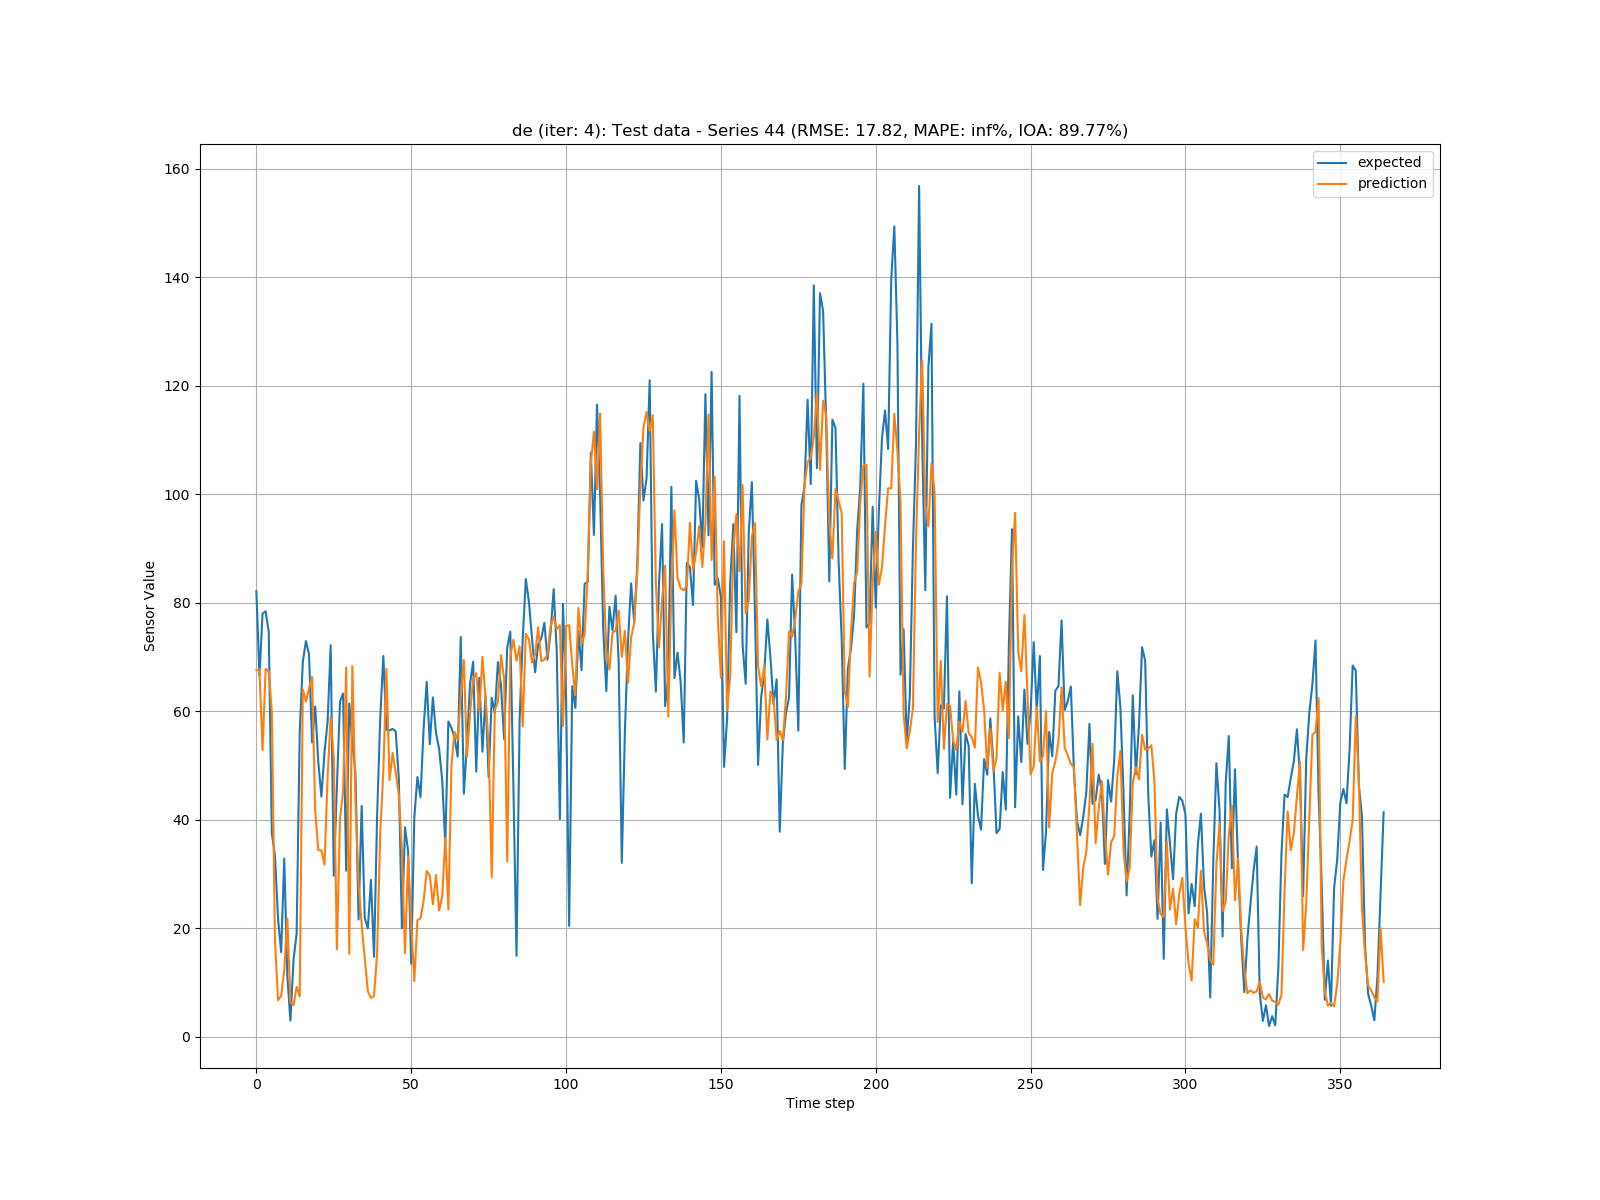 de (iter: 4): Test data - Series 44 (RMSE: 17.82, MAPE: inf%, IOA: 89.77%)
expected
prediction
160
140
120
100
80
60
40
20
0
Sensor Value
0 50 100 150 200 250 300 350
Time step